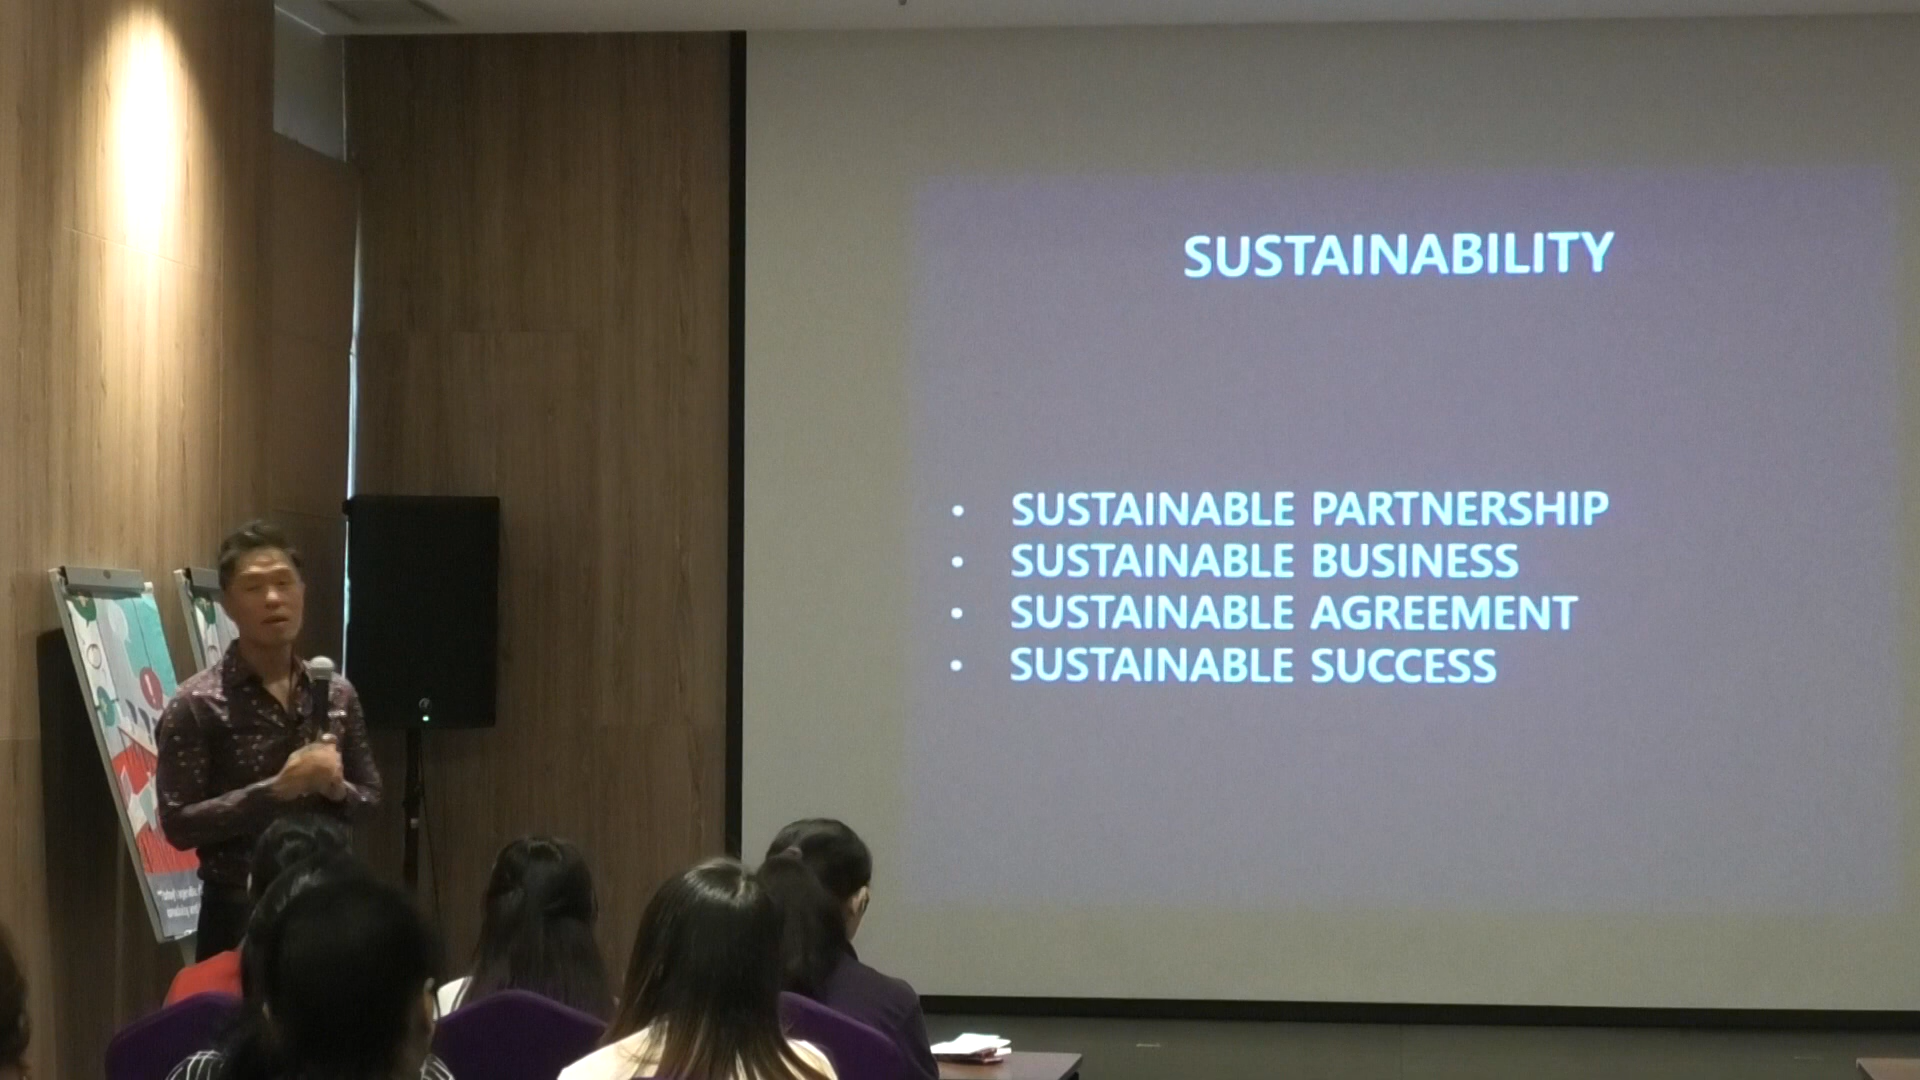 SUSTAINABILITY
• SUSTAINABLE PARTNERSHIP
• SUSTAINABLE BUSINESS
• SUSTAINABLE AGREEMENT
• SUSTAINABLE SUCCESS